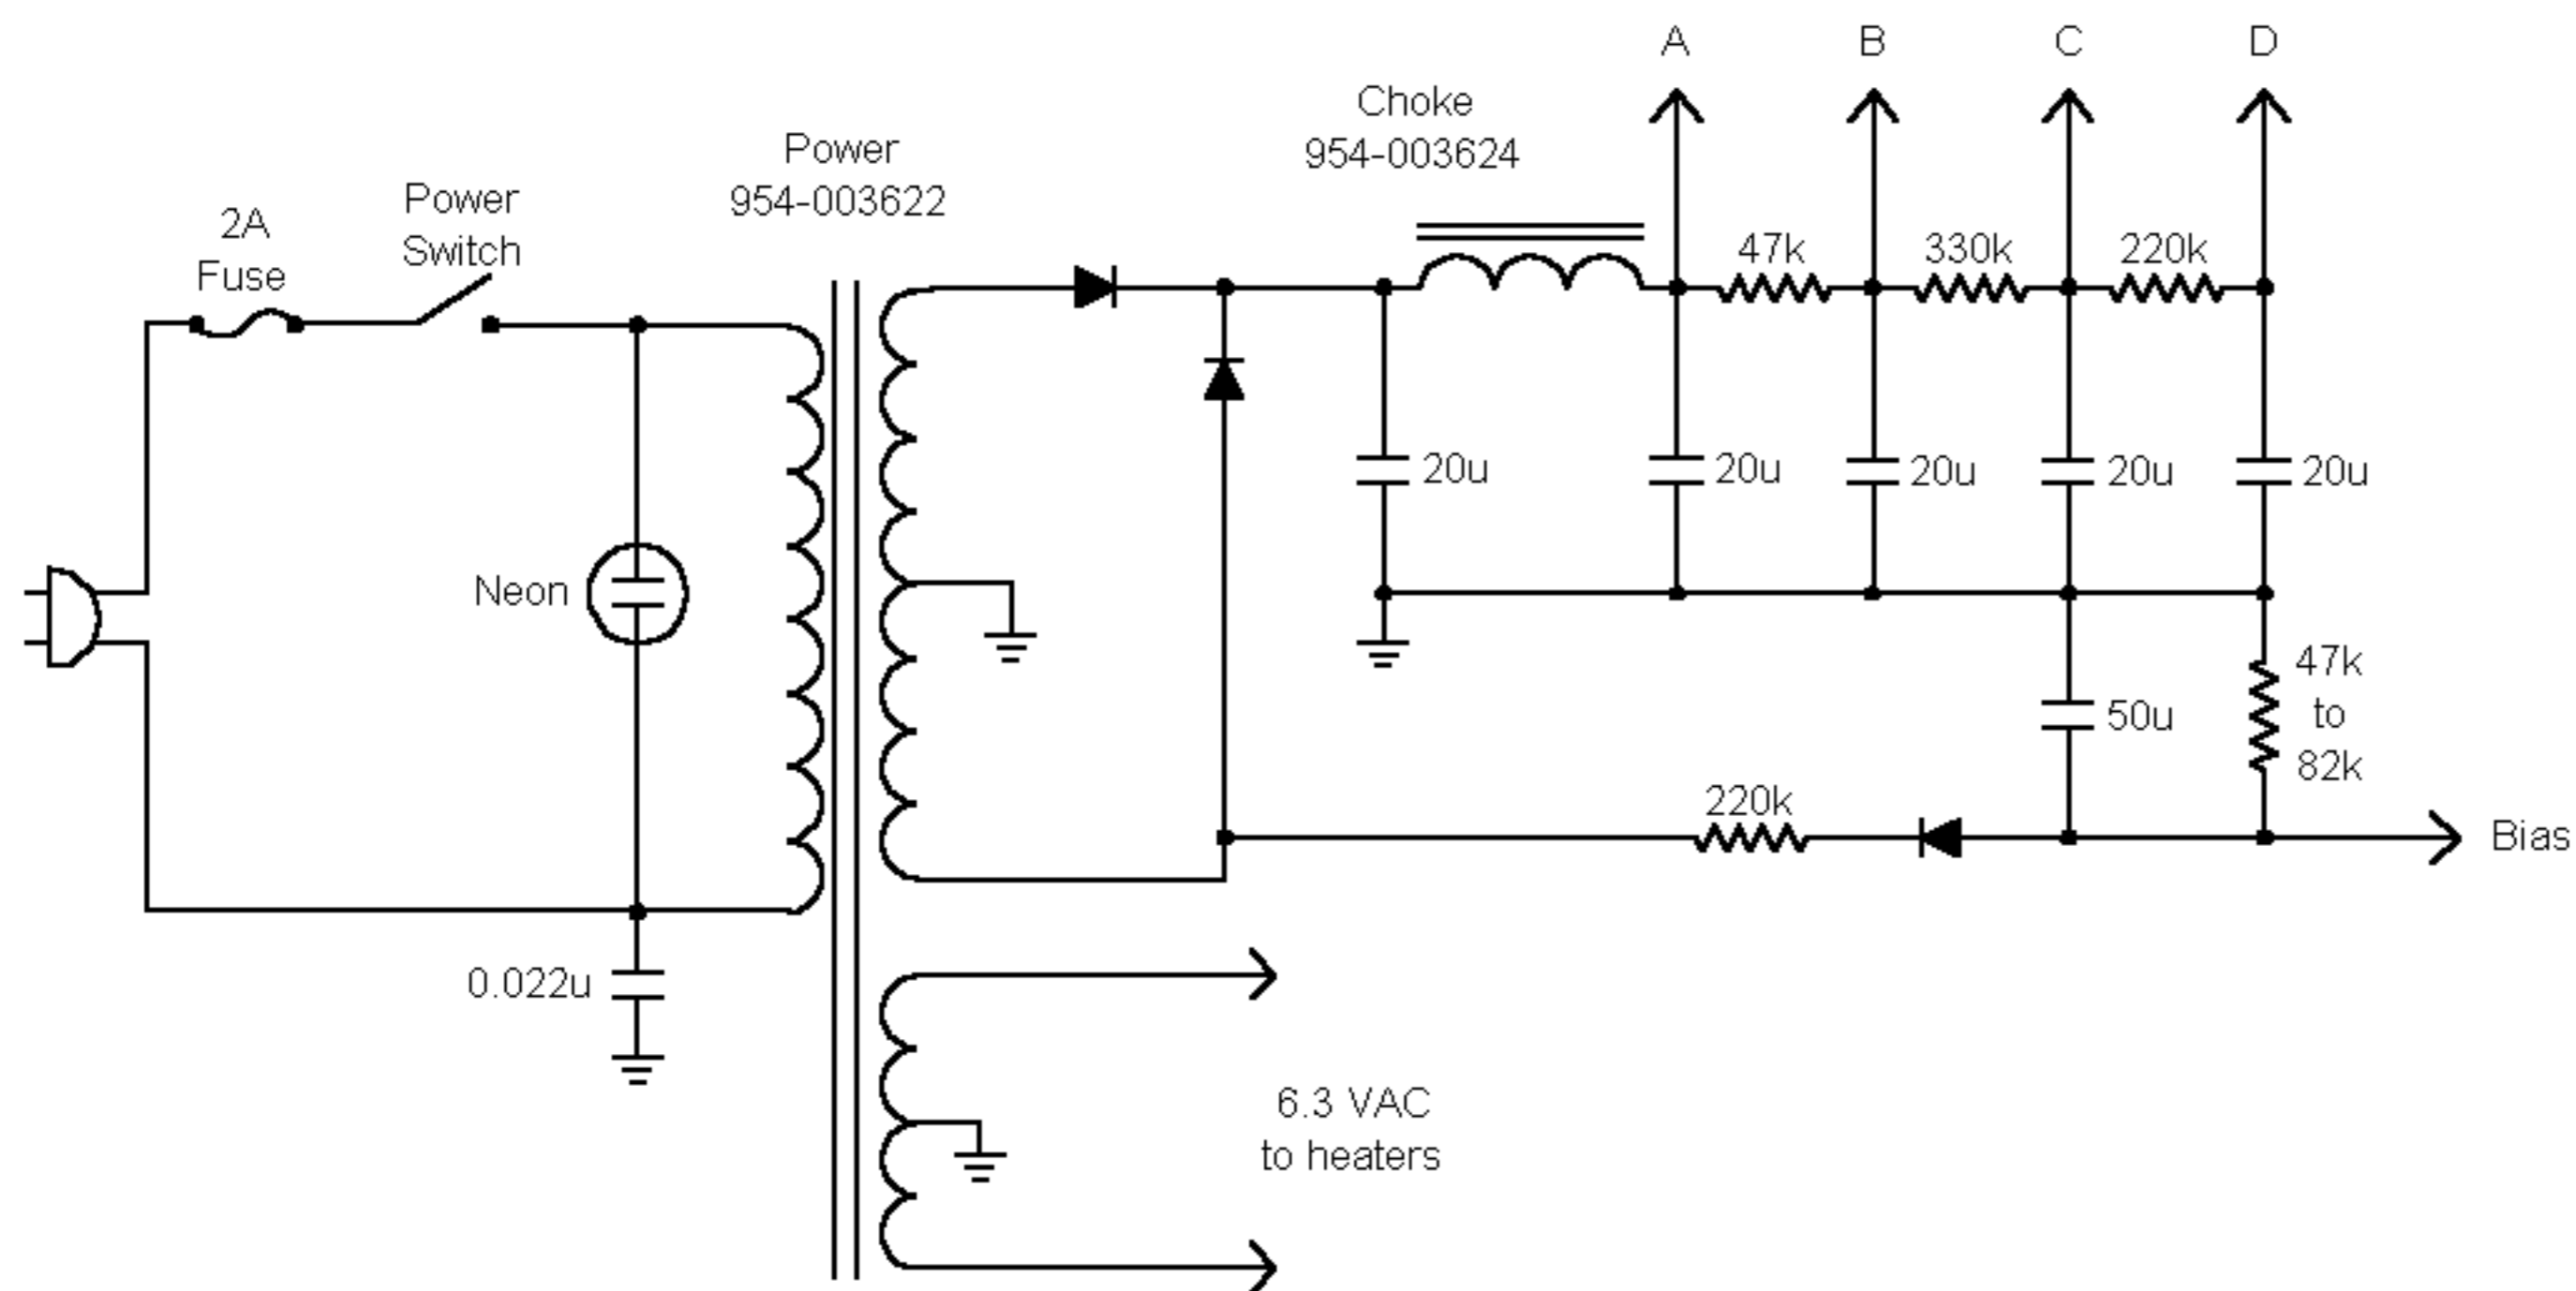 A
B
C
D
Choke
954-003624
Power
954-003622
Power
Switch
2A
Fuse
47k
330k
220k
20u
20u
20u
20u
20u
Neon
47k
to
82k
50u
220k
Bias
0.022u
6.3 VAC
to heaters